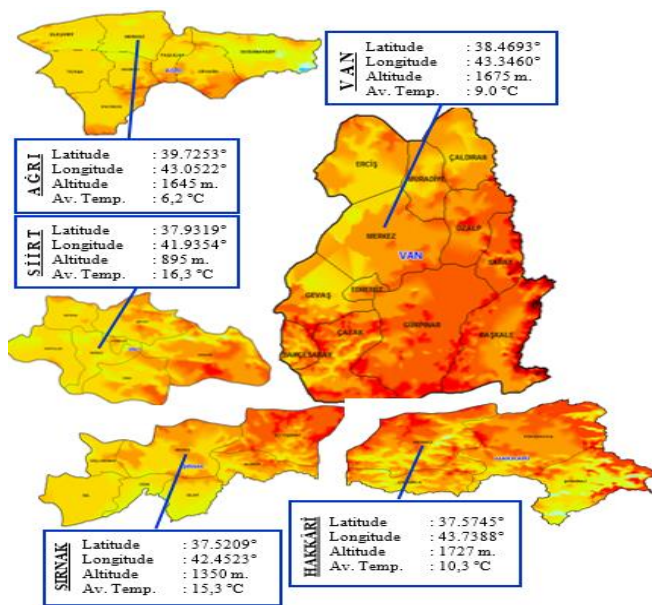 VAN
Latitude : 38.4693°
Longitude : 43.3460°
Altitude : 1675 m.
Av. Temp. : 9.0 °C
AĞRI
Latitude : 39.7253°
Longitude : 43.0522°
Altitude : 1645 m.
Av. Temp. : 6,2 °C
SİİRT
Latitude : 37.9319°
Longitude : 41.9354°
Altitude : 895 m.
Av. Temp. : 16,3 °C
ERCİŞ
ÇALDIRAN
MURADİYE
MERKEZ
ÖZALP
VAN
SARAY
EDREMİT
GEVAŞ
GÜRPINAR
ÇATAK
BAŞKALE
BAHÇESARAY
HAKKARİ
ŞIRNAK
Latitude : 37.5209°
Longitude : 42.4523°
Altitude : 1350 m.
Av. Temp. : 15,3 °C
HAKKÂRİ
Latitude : 37.5745°
Longitude : 43.7388°
Altitude : 1727 m.
Av. Temp. : 10,3 °C